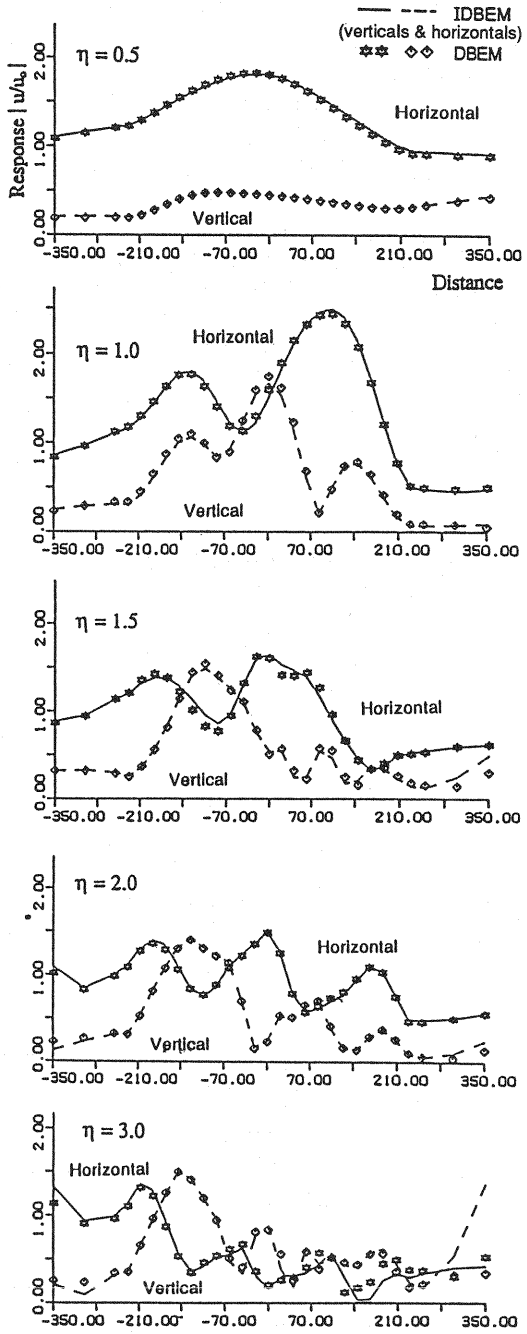 IDBEM
(verticals & horizontals)
DBEM
Response | u/uₒ |
η = 0.5
2.00
1.00
0.00
Horizontal
Vertical
-350.00 -210.00 -70.00 70.00 210.00 350.00
Distance
η = 1.0
2.00
1.00
0.00
Horizontal
Vertical
-350.00 -210.00 -70.00 70.00 210.00 350.00
η = 1.5
2.00
1.00
0.00
Horizontal
Vertical
-350.00 -210.00 -70.00 70.00 210.00 350.00
η = 2.0
2.00
1.00
0.00
Horizontal
Vertical
-350.00 -210.00 -70.00 70.00 210.00 350.00
η = 3.0
2.00
1.00
0.00
Horizontal
Vertical
-350.00 -210.00 -70.00 70.00 210.00 350.00